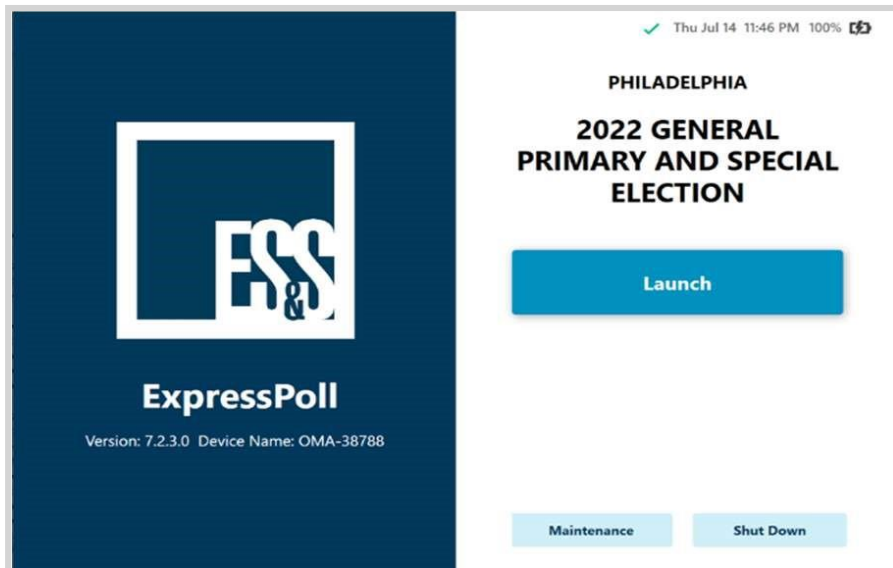 ES&S
ExpressPoll
Version: 7.2.3.0 Device Name: OMA-38788
Thu Jul 14 11:46 PM 100%
PHILADELPHIA
2022 GENERAL
PRIMARY AND SPECIAL
ELECTION
Launch
Maintenance
Shut Down